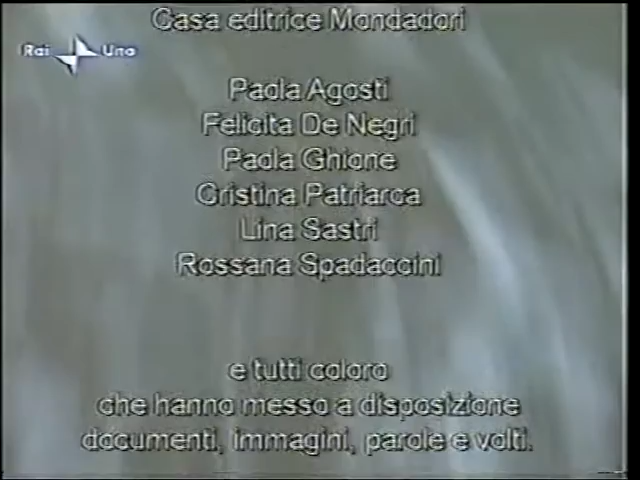 Casa editrice Mondadori
Rai Uno
Paola Agosti
Felicita De Negri
Paola Ghione
Cristina Patriarca
Lina Sastri
Rossana Spadaccini
e tutti coloro
che hanno messo a disposizione
documenti, immagini, parole e volti.